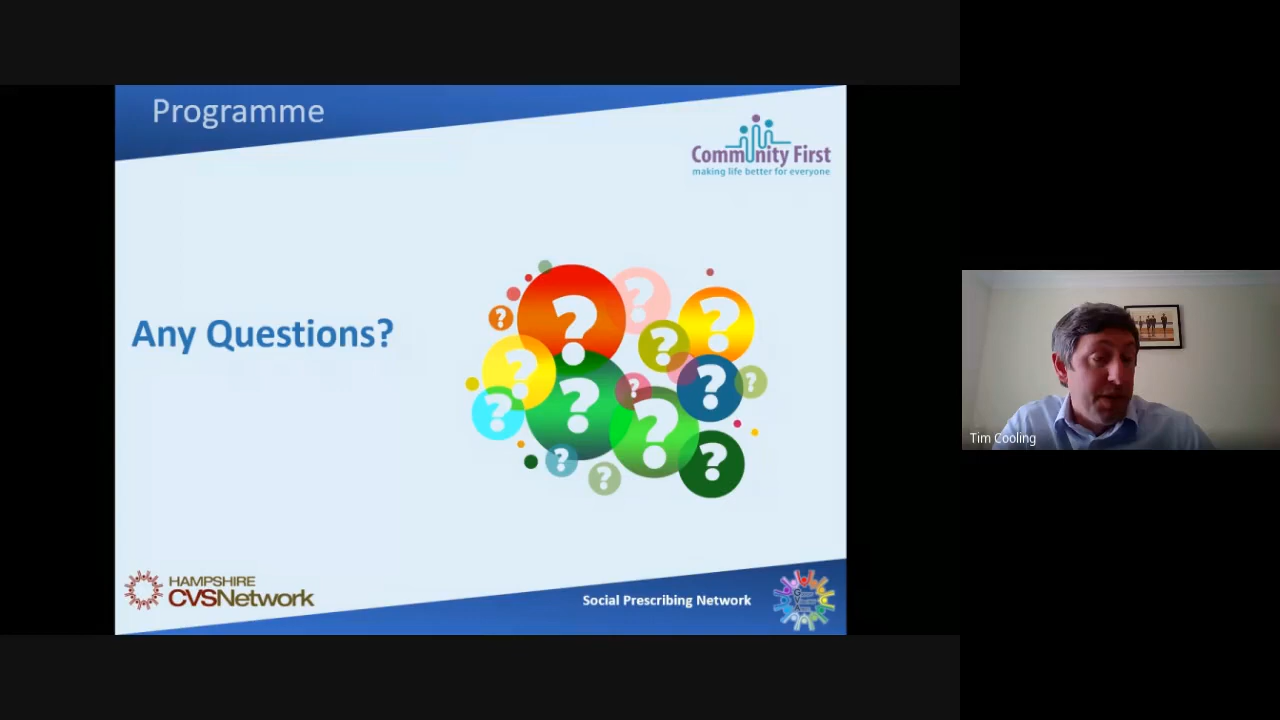 Programme
Community First
making life better for everyone
Any Questions?
?
?
?
?
?
?
?
?
?
?
?
?
?
?
Tim Cooling
HAMPSHIRE
CVSNetwork
Social Prescribing Network